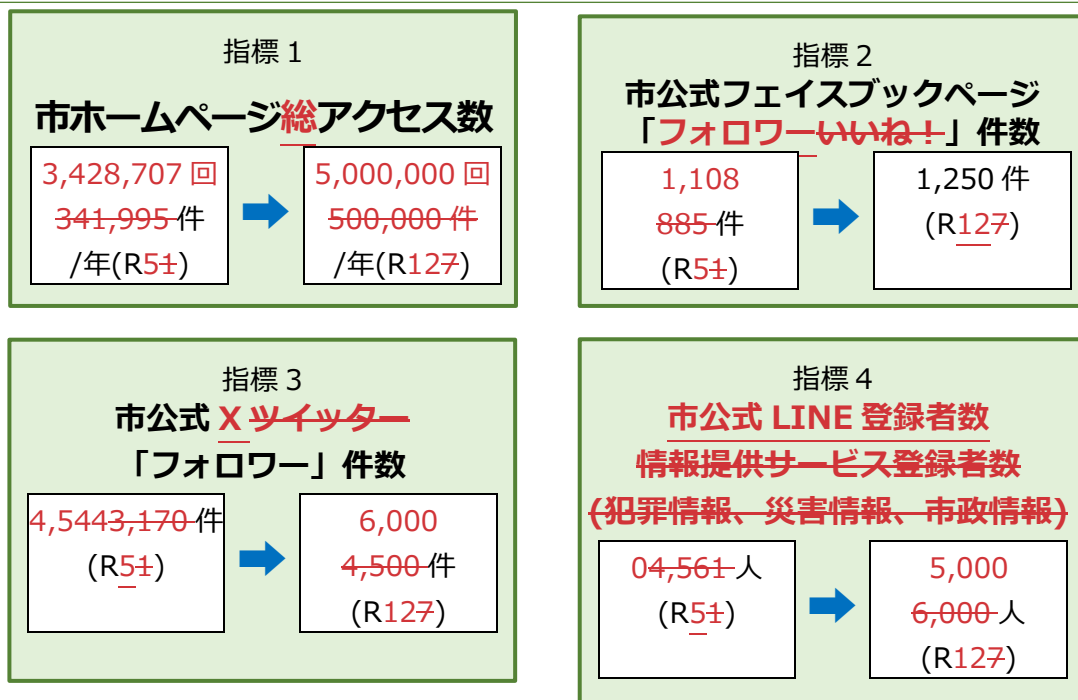 指標１
市ホームページ総アクセス数
3,428,707 回
341,995 件
/年(R51)
5,000,000 回
500,000 件
/年(R127)
指標２
市公式フェイスブックページ
「フォロワーいいね！」件数
1,108
885 件
(R51)
1,250 件
(R127)
指標３
市公式 X ツイッター
「フォロワー」件数
4,5443,170 件
(R51)
6,000
4,500 件
(R127)
指標４
市公式 LINE 登録者数
情報提供サービス登録者数
(犯罪情報、災害情報、市政情報)
04,561 人
(R51)
5,000
6,000 人
(R127)